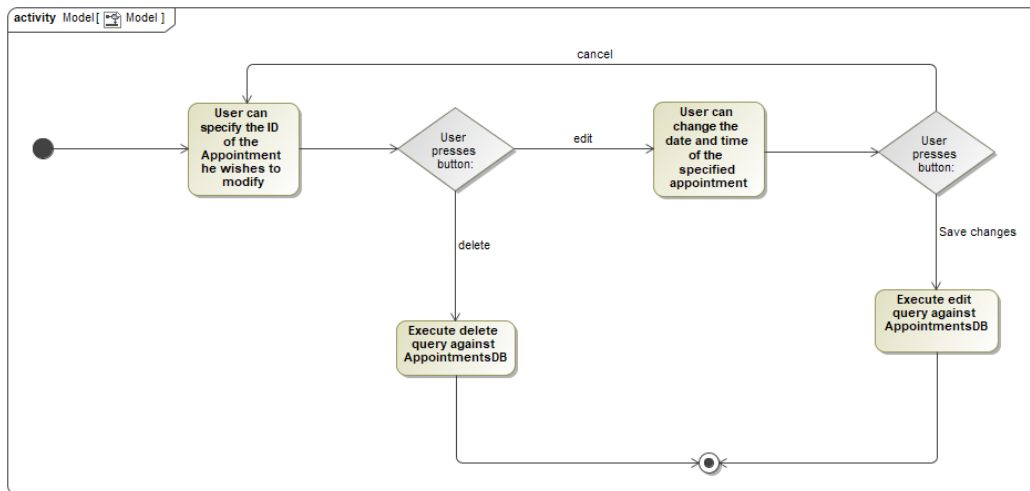 activity Model[ Model ]
cancel
User can
specify the ID
of the
Appointment
he wishes to
modify
User
presses
button:
edit
User can
change the
date and time
of the
specified
appointment
User
presses
button:
delete
Save changes
Execute delete
query against
AppointmentsDB
Execute edit
query against
AppointmentsDB